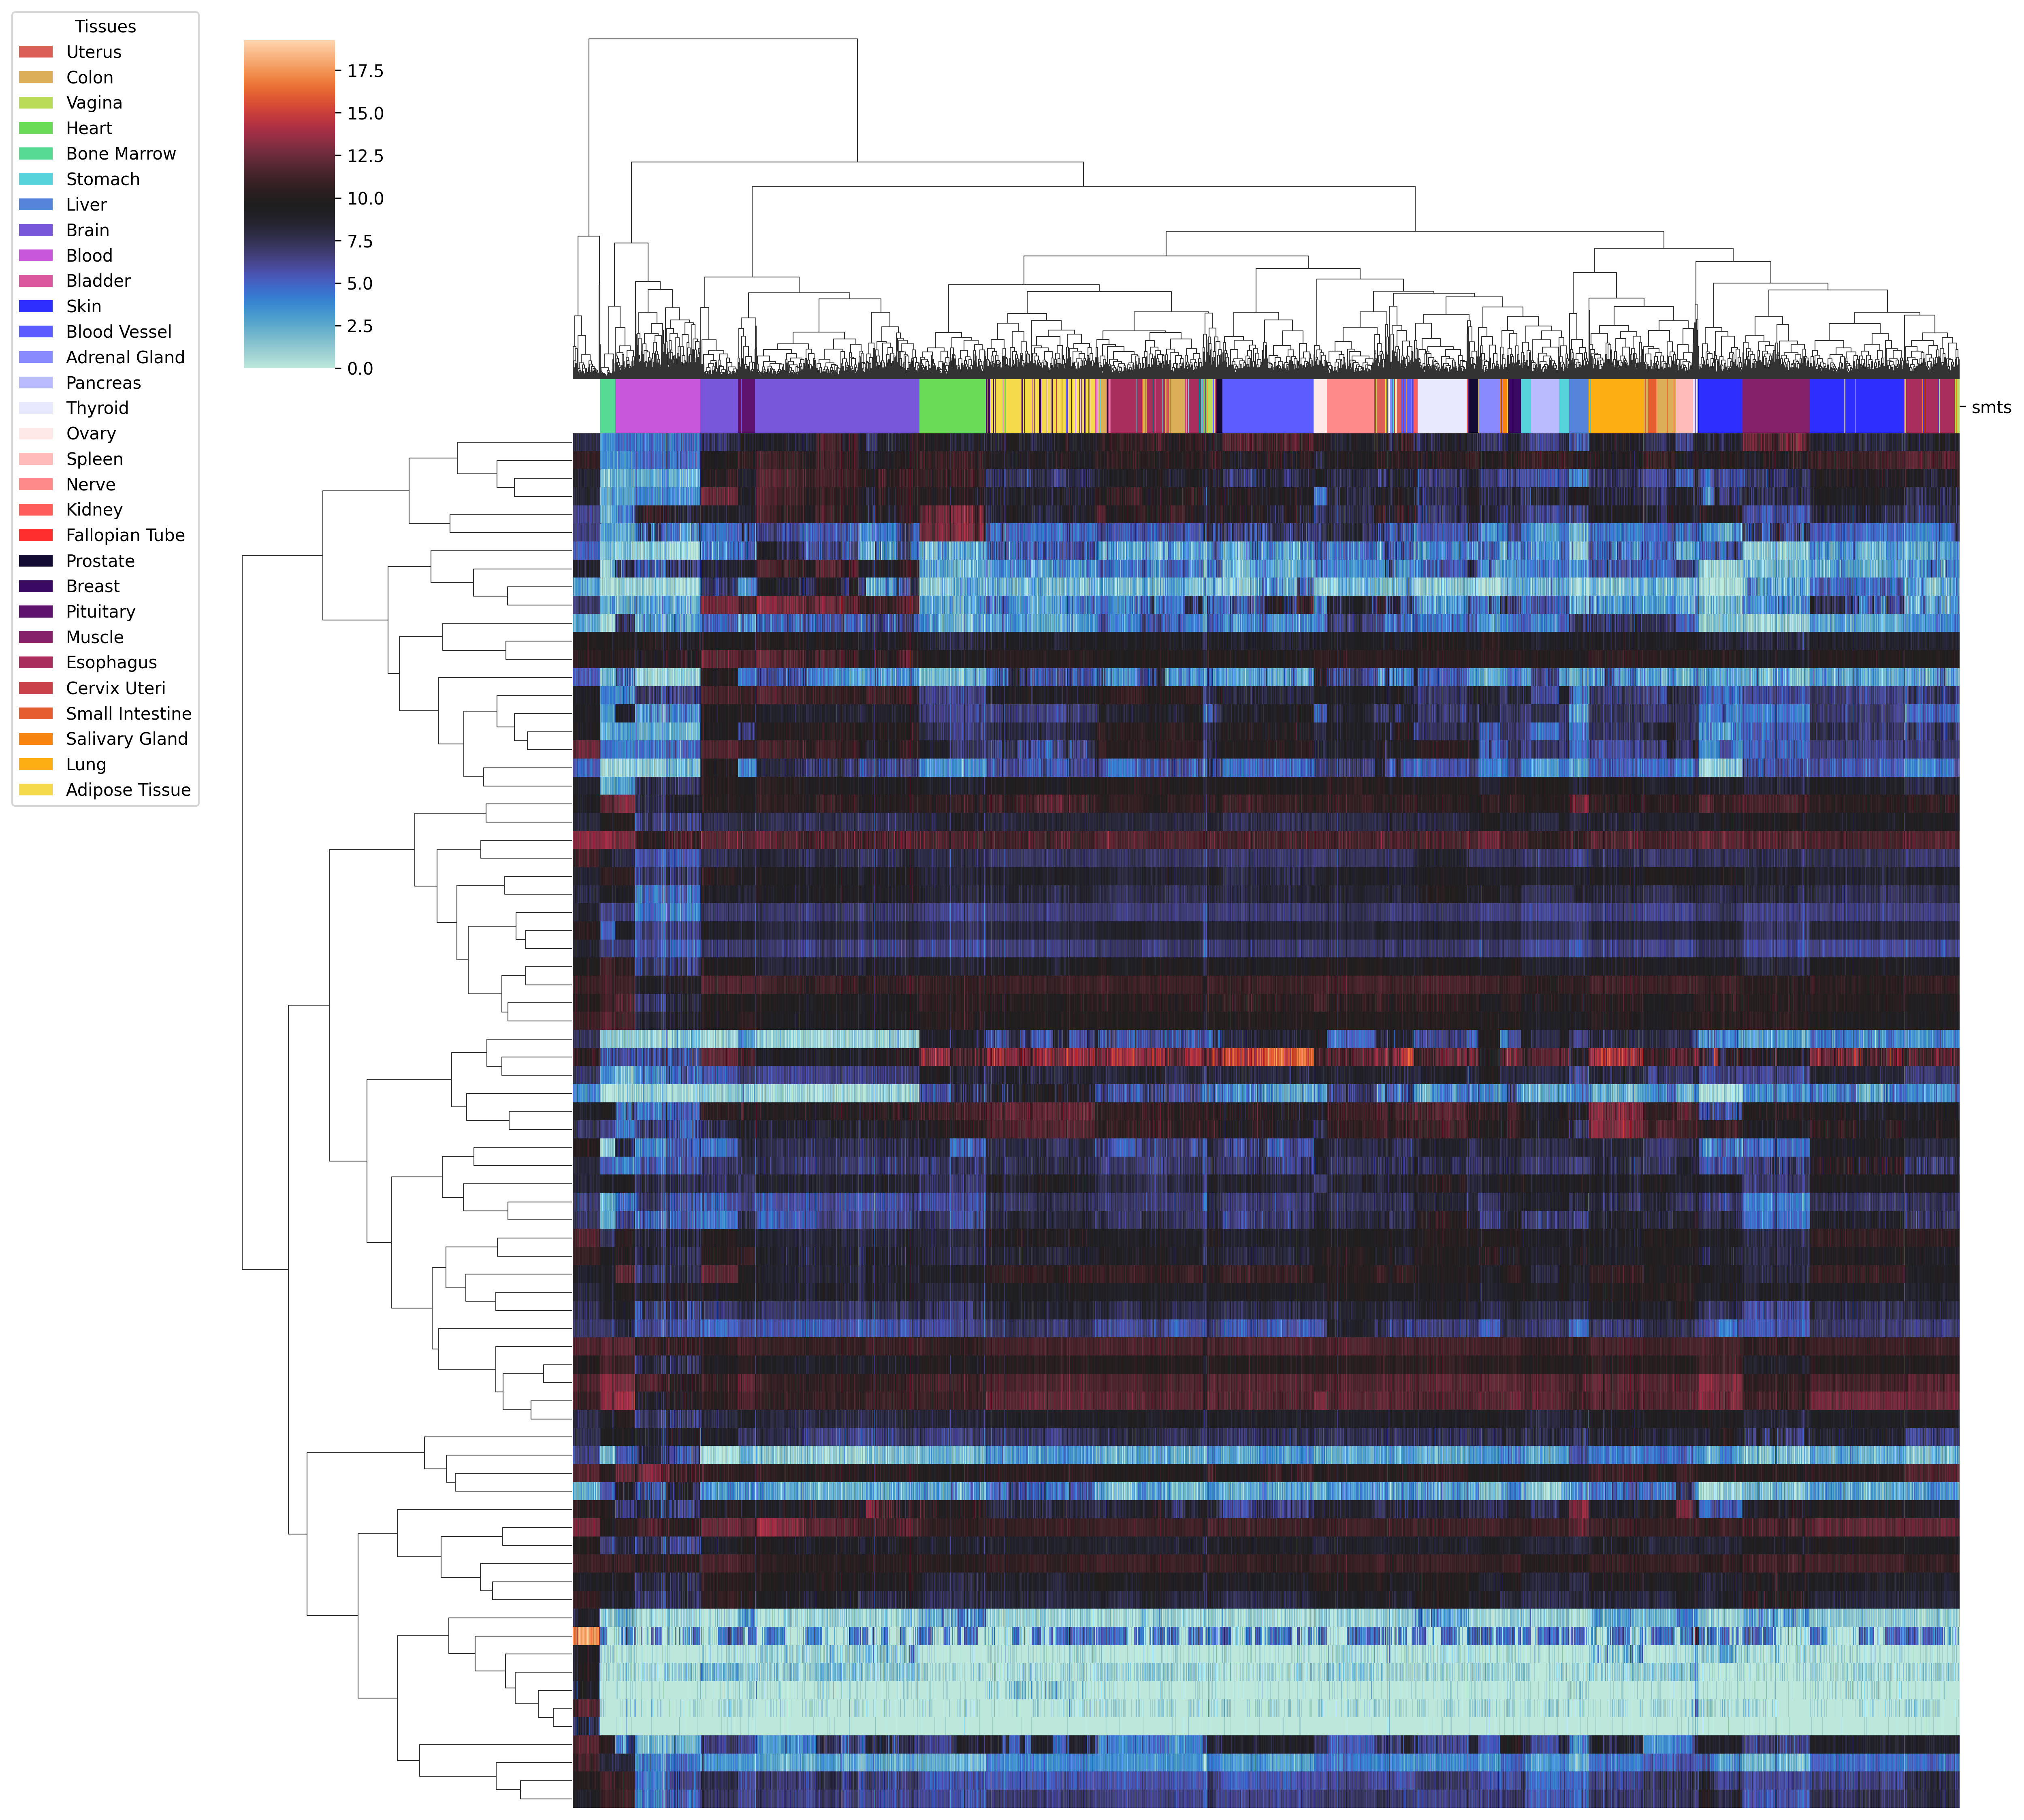 Tissues
Uterus
Colon
Vagina
Heart
Bone Marrow
Stomach
Liver
Brain
Blood
Bladder
Skin
Blood Vessel
Adrenal Gland
Pancreas
Thyroid
Ovary
Spleen
Nerve
Kidney
Fallopian Tube
Prostate
Breast
Pituitary
Muscle
Esophagus
Cervix Uteri
Small Intestine
Salivary Gland
Lung
Adipose Tissue
17.5
15.0
12.5
10.0
7.5
5.0
2.5
0.0
smts